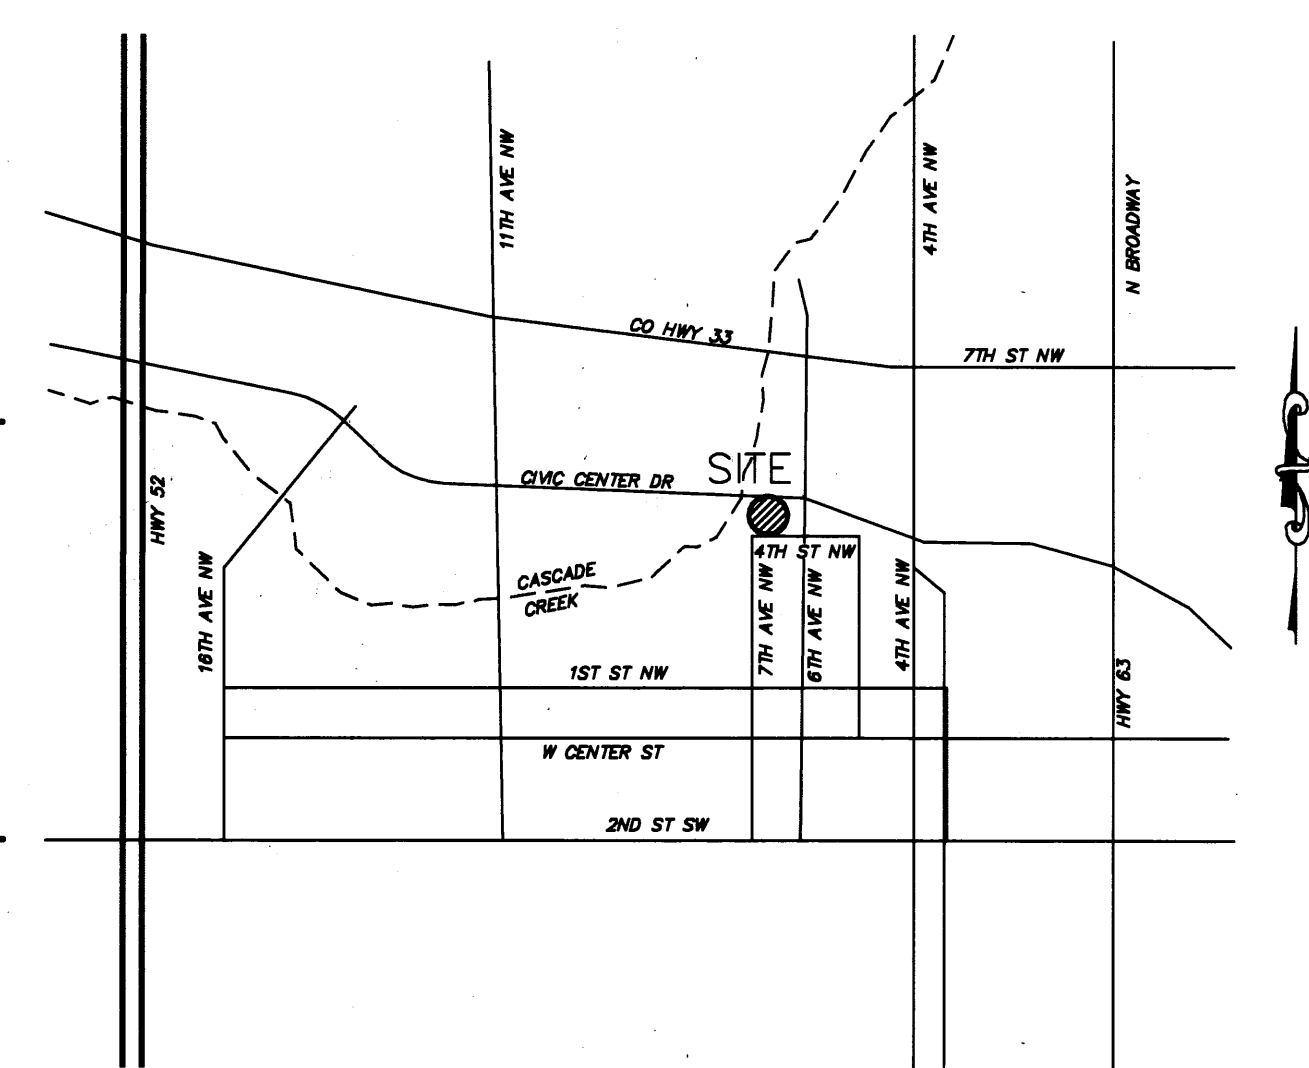 11TH AVE NW
4TH AVE NW
N BROADWAY
CO HWY 33
7TH ST NW
SITE
CIVIC CENTER DR
HWY 52
4TH ST NW
CASCADE
CREEK
16TH AVE NW
7TH AVE NW
6TH AVE NW
4TH AVE NW
1ST ST NW
HWY 63
W CENTER ST
2ND ST SW